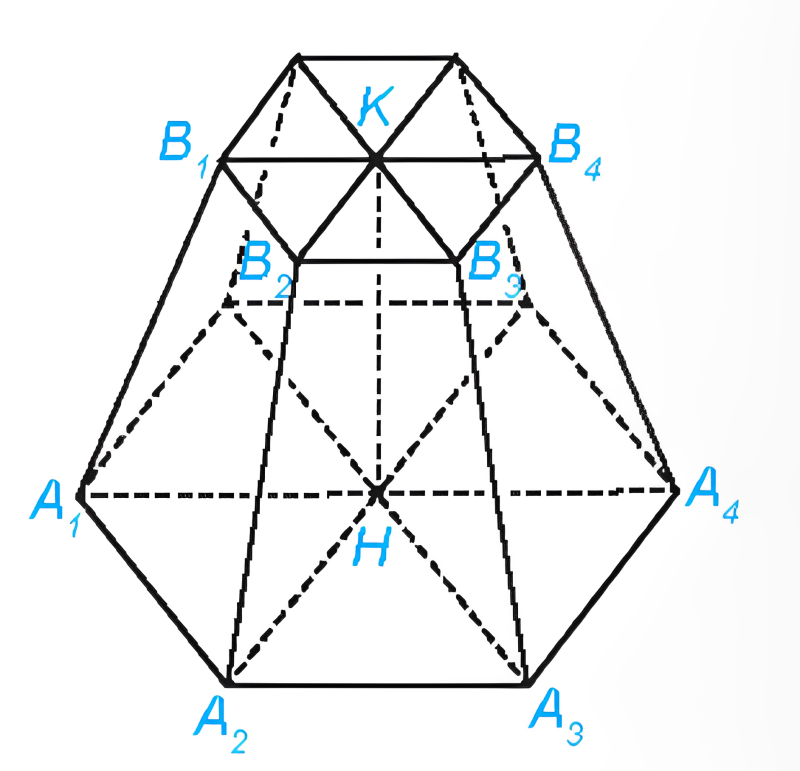 K
B₁ B₄
B₂ B₃
A₁ A₄
H
A₂ A₃